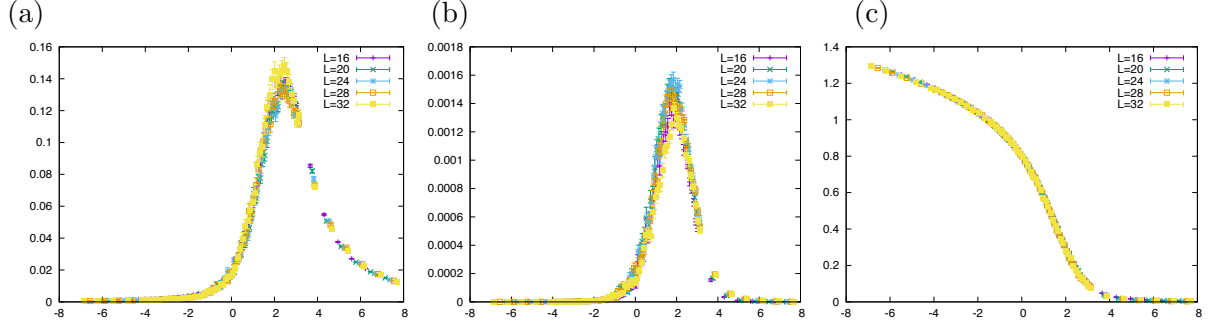 (a)
0.16
0.14
0.12
0.1
0.08
0.06
0.04
0.02
0
-8 -6 -4 -2 0 2 4 6 8
L=16
L=20
L=24
L=28
L=32
(b)
0.0018
0.0016
0.0014
0.0012
0.001
0.0008
0.0006
0.0004
0.0002
0
-8 -6 -4 -2 0 2 4 6 8
L=16
L=20
L=24
L=28
L=32
(c)
1.4
1.2
1
0.8
0.6
0.4
0.2
0
-8 -6 -4 -2 0 2 4 6 8
L=16
L=20
L=24
L=28
L=32